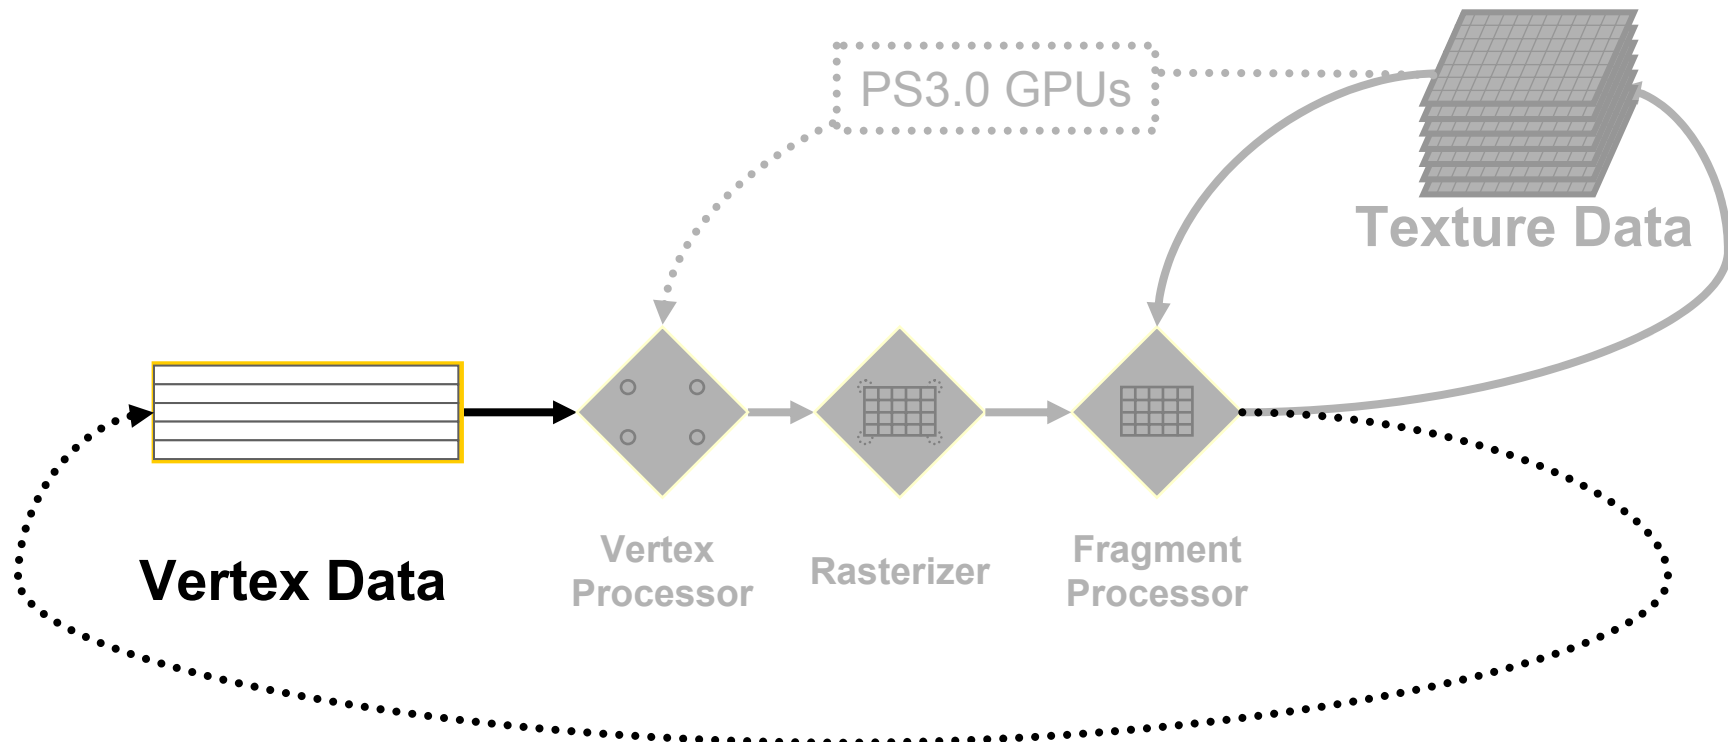 PS3.0 GPUs
Texture Data
Vertex Data
Vertex
Processor
Rasterizer
Fragment
Processor